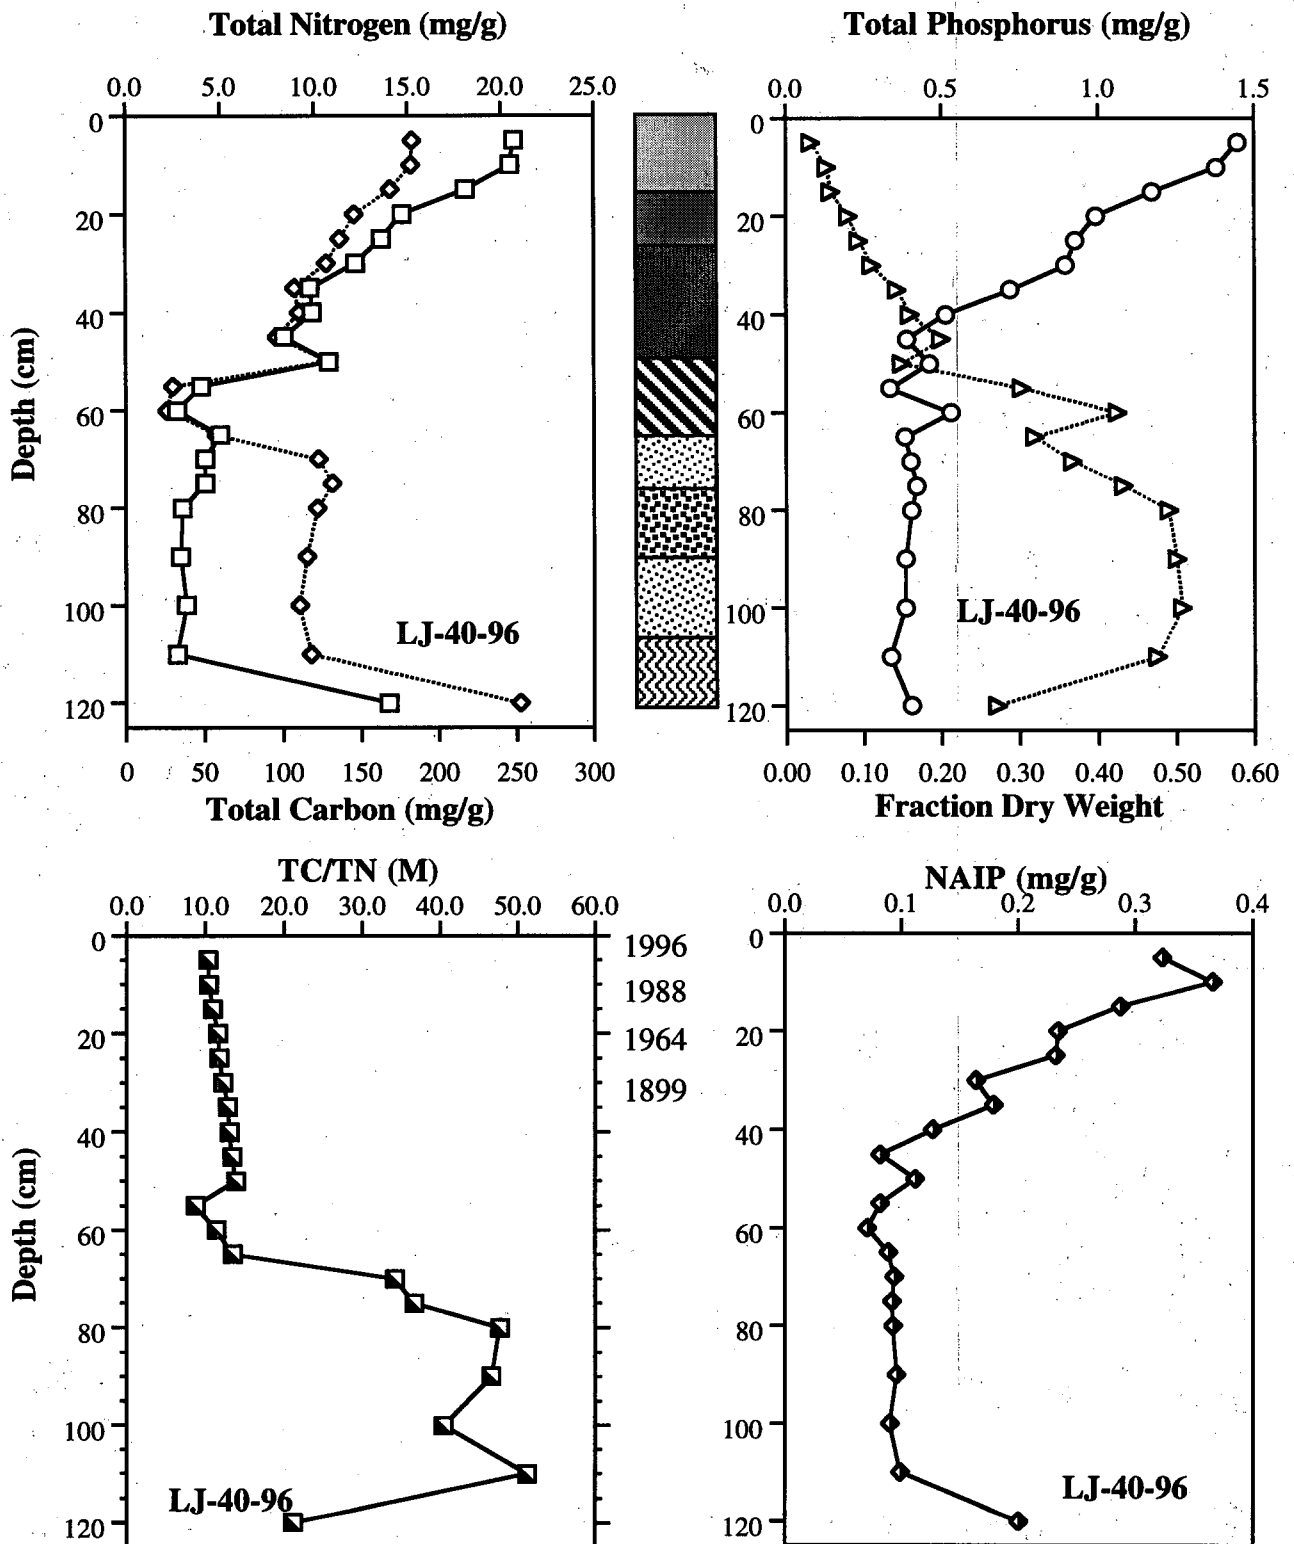 Total Nitrogen (mg/g)
0.0 5.0 10.0 15.0 20.0 25.0
0
20
40
60
80
100
120
Depth (cm)
LJ-40-96
0 50 100 150 200 250 300
Total Carbon (mg/g)
Total Phosphorus (mg/g)
0.0 0.5 1.0 1.5
0
20
40
60
80
100
120
LJ-40-96
0.00 0.10 0.20 0.30 0.40 0.50 0.60
Fraction Dry Weight
TC/TN (M)
0.0 10.0 20.0 30.0 40.0 50.0 60.0
0
20
40
60
80
100
120
Depth (cm)
1996
1988
1964
1899
LJ-40-96
NAIP (mg/g)
0.0 0.1 0.2 0.3 0.4
0
20
40
60
80
100
120
LJ-40-96